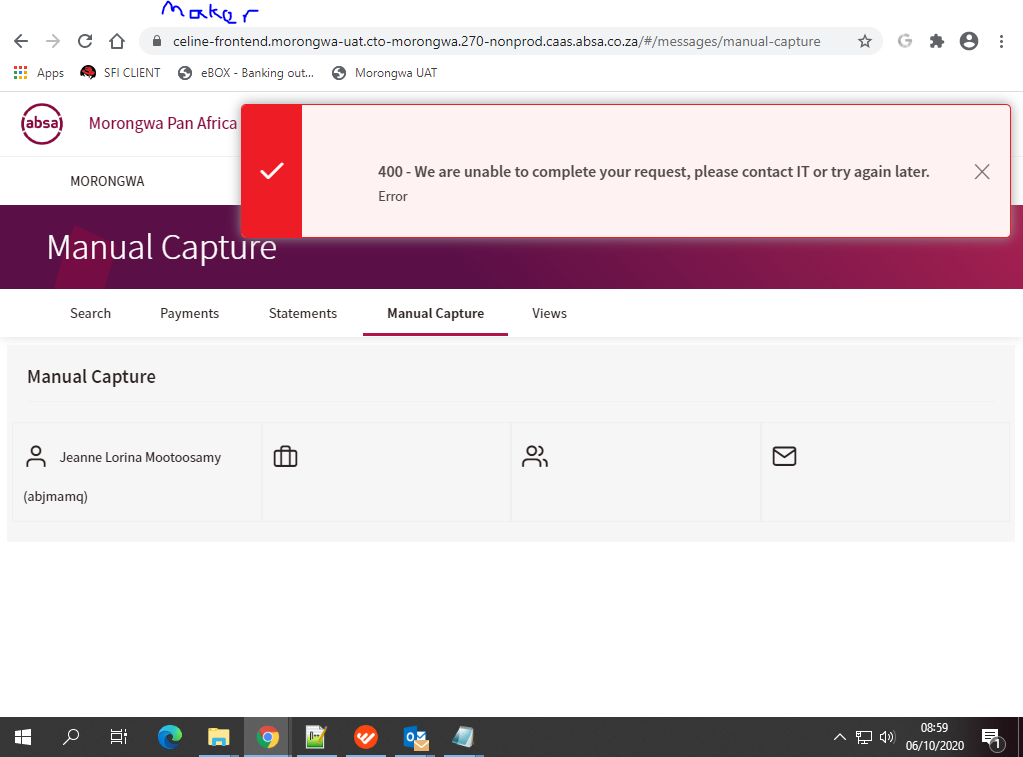 Maker
celine-frontend.morongwa-uat.cto-morongwa.270-nonprod.caas.absa.co.za/#/messages/manual-capture
Apps SFI CLIENT eBOX - Banking out... Morongwa UAT
absa Morongwa Pan Africa
400 - We are unable to complete your request, please contact IT or try again later.
MORONGWA
Error
Manual Capture
Search Payments Statements Manual Capture Views
Manual Capture
Jeanne Lorina Mootoosamy
(abjmamq)
08:59
06/10/2020
1